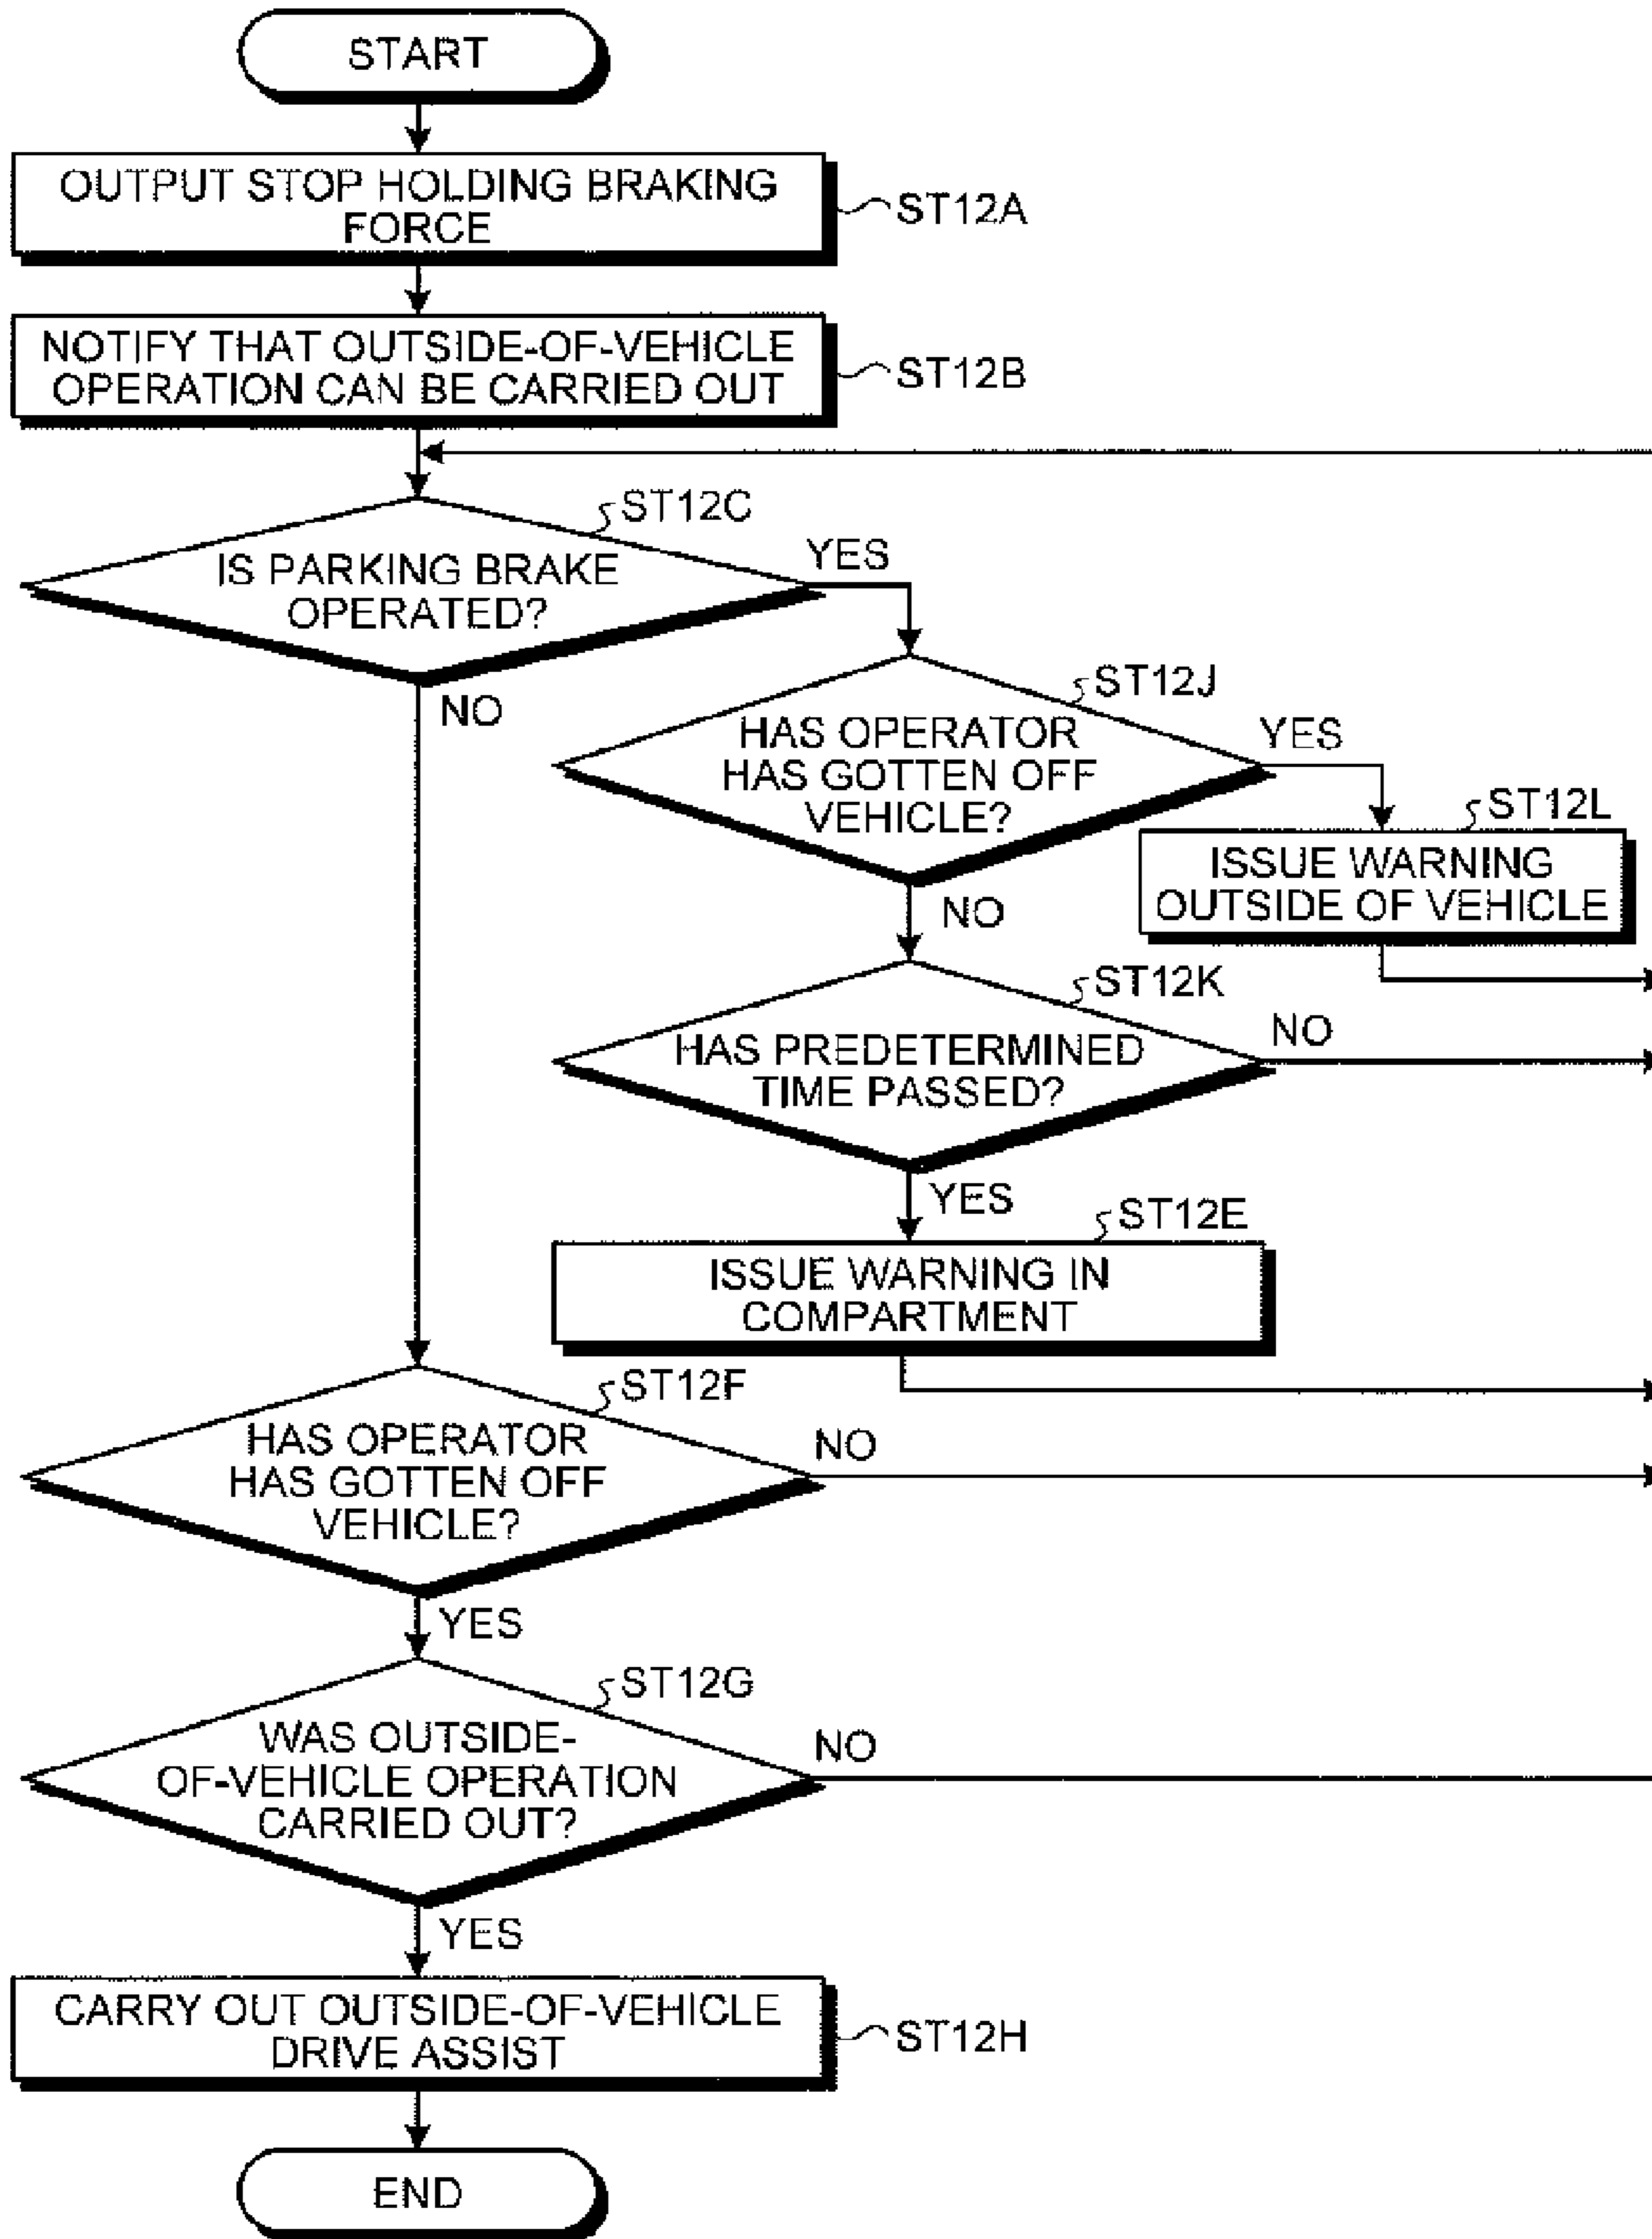 START
OUTPUT STOP HOLDING BRAKING
FORCE
ST12A
NOTIFY THAT OUTSIDE-OF-VEHICLE
OPERATION CAN BE CARRIED OUT
ST12B
ST12C
IS PARKING BRAKE
OPERATED?
YES
NO
ST12J
HAS OPERATOR
HAS GOTTEN OFF
VEHICLE?
YES
NO
ST12L
ISSUE WARNING
OUTSIDE OF VEHICLE
ST12K
HAS PREDETERMINED
TIME PASSED?
NO
YES
ST12E
ISSUE WARNING IN
COMPARTMENT
ST12F
HAS OPERATOR
HAS GOTTEN OFF
VEHICLE?
NO
YES
ST12G
WAS OUTSIDE-
OF-VEHICLE OPERATION
CARRIED OUT?
NO
YES
CARRY OUT OUTSIDE-OF-VEHICLE
DRIVE ASSIST
ST12H
END